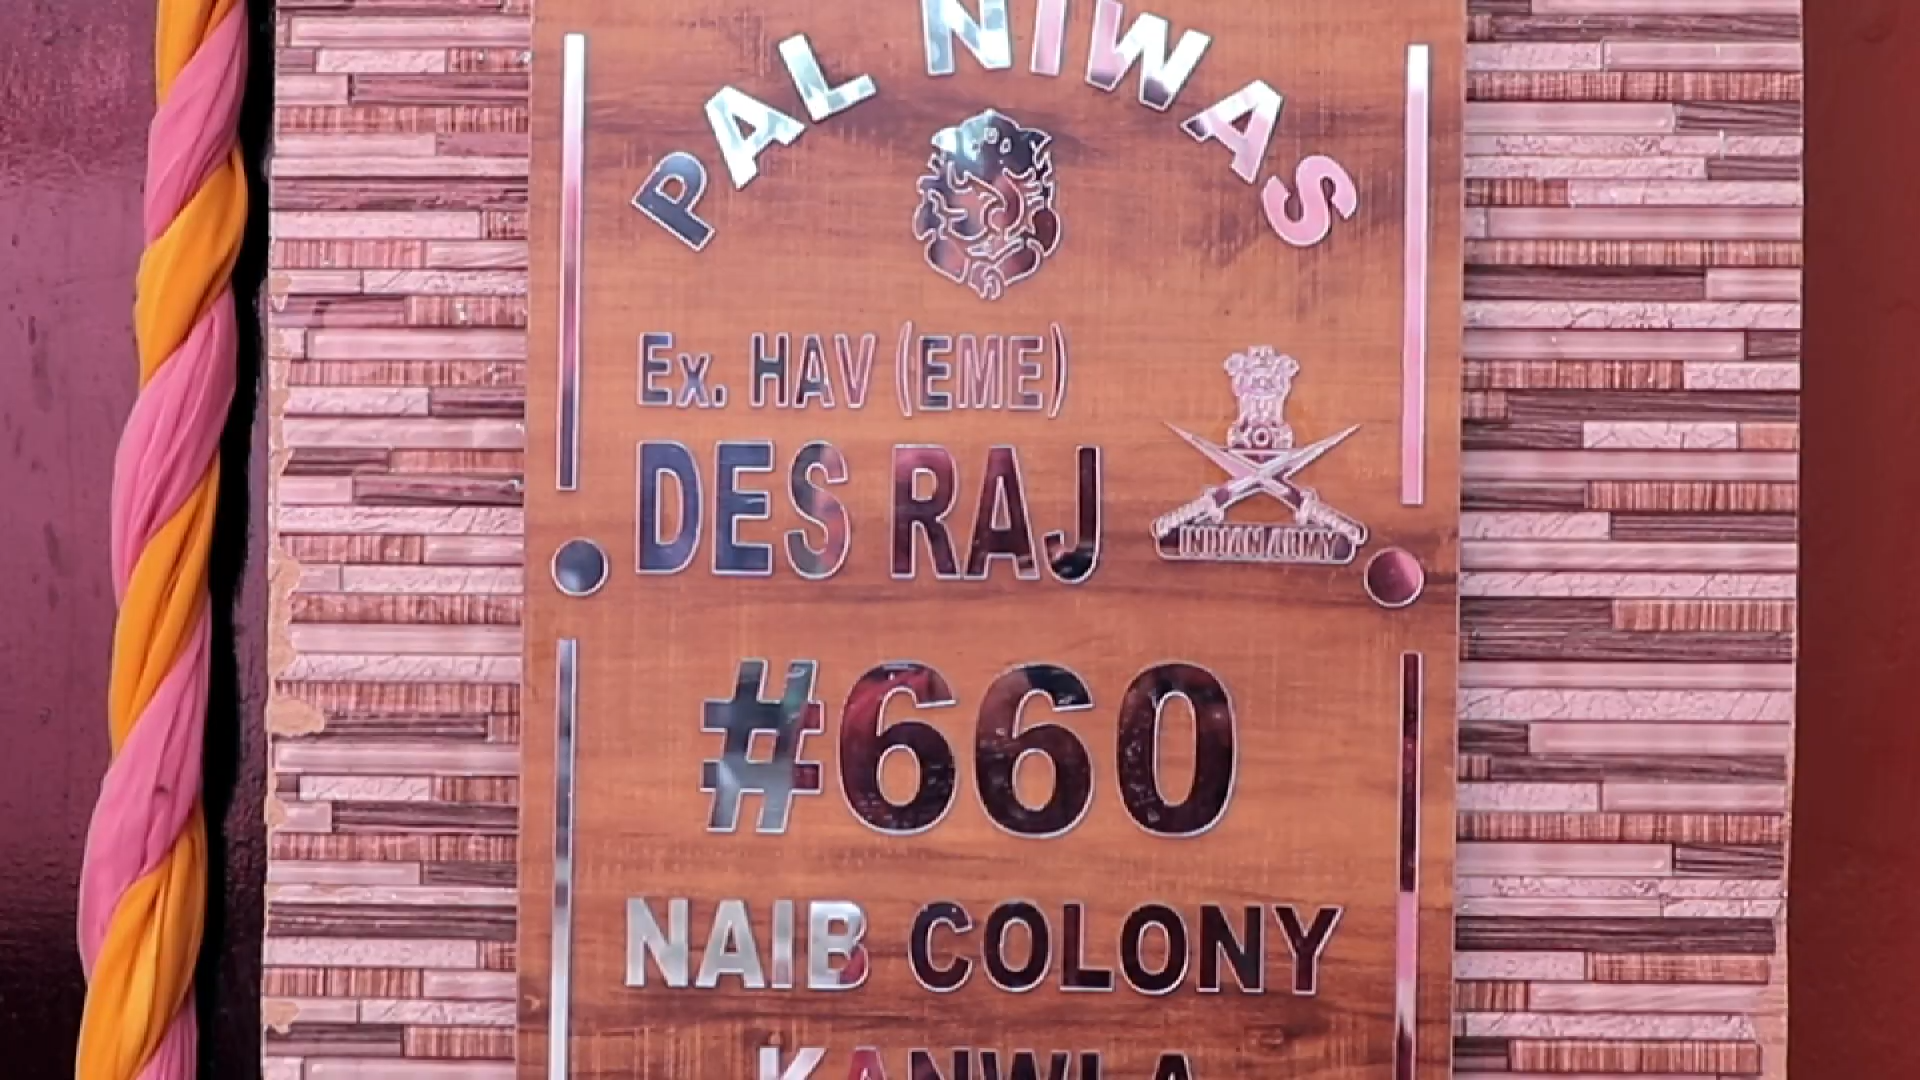 PAL NIWAS
Ex. HAV (EME)
DES RAJ
INDIAN ARMY
#660
NAIB COLONY
KANWLA